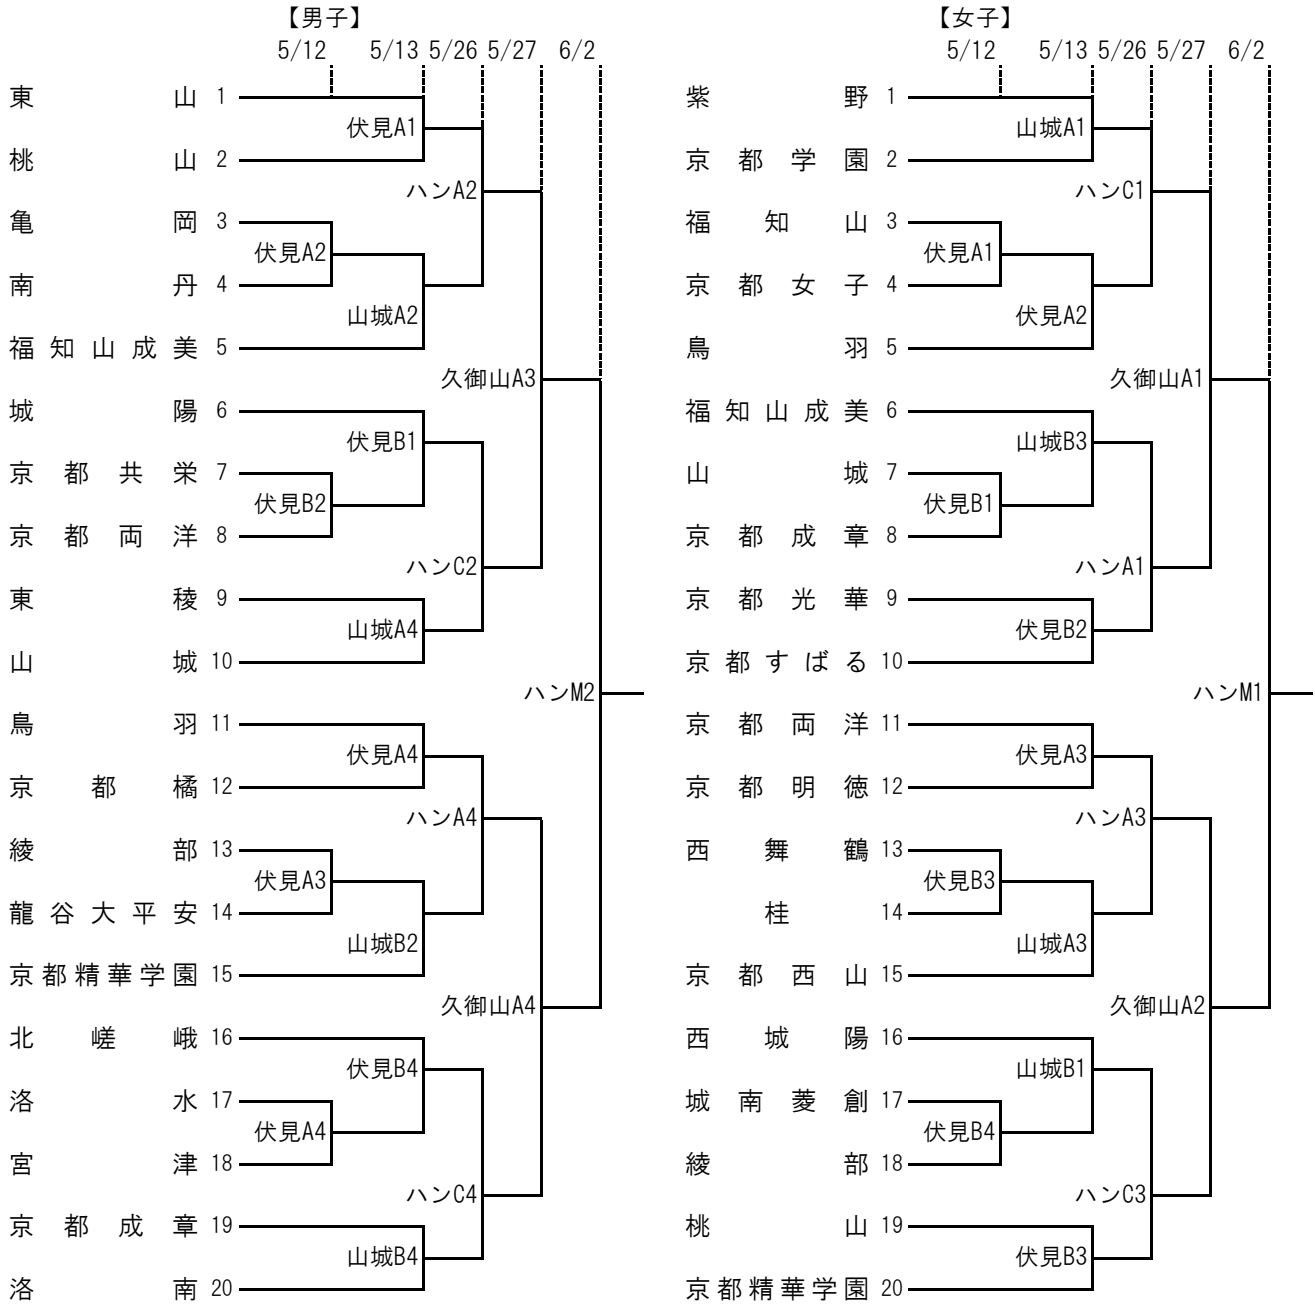 【男子】
5/12 5/13 5/26 5/27 6/2
東山 1
伏見A1
桃山 2
ハンA2
亀岡 3
伏見A2
南丹 4
山城A2
福知山成美 5
久御山A3
城陽 6
伏見B1
京都共栄 7
伏見B2
京都両洋 8
ハンC2
東稜 9
山城A4
山城 10
ハンM2
鳥羽 11
伏見A4
京都橘 12
ハンA4
綾部 13
伏見A3
龍谷大平安 14
山城B2
京都精華学園 15
久御山A4
北嵯峨 16
伏見B4
洛水 17
伏見A4
宮津 18
ハンC4
京都成章 19
山城B4
洛南 20
【女子】
5/12 5/13 5/26 5/27 6/2
紫野 1
山城A1
京都学園 2
ハンC1
福知山 3
伏見A1
京都女子 4
伏見A2
鳥羽 5
久御山A1
福知山成美 6
山城B3
山城 7
伏見B1
京都成章 8
ハンA1
京都光華 9
伏見B2
京都すばる 10
ハンM1
京都両洋 11
伏見A3
京都明徳 12
ハンA3
西舞鶴 13
伏見B3
桂 14
山城A3
京都西山 15
久御山A2
西城陽 16
山城B1
城南菱創 17
伏見B4
綾部 18
ハンC3
桃山 19
伏見B3
京都精華学園 20